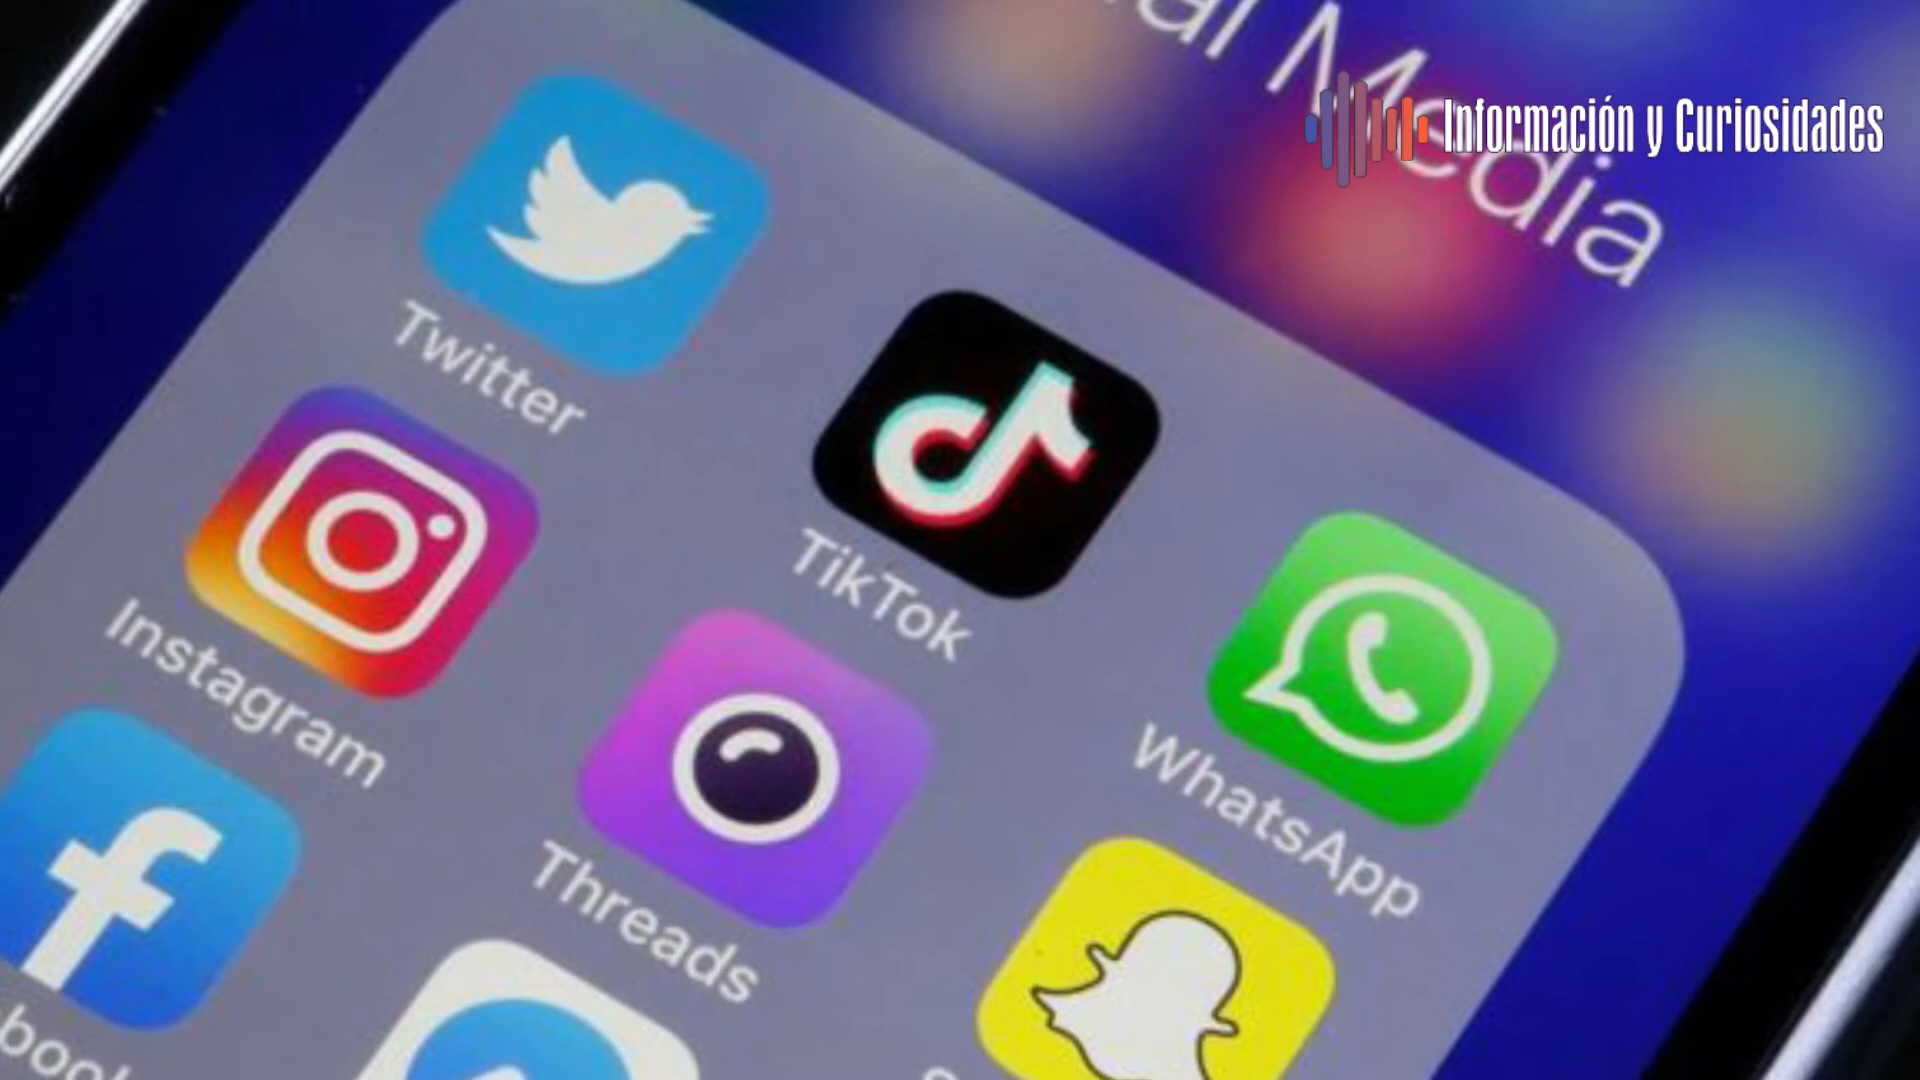 Media
Información y Curiosidades
Twitter
TikTok
WhatsApp
Instagram
Threads